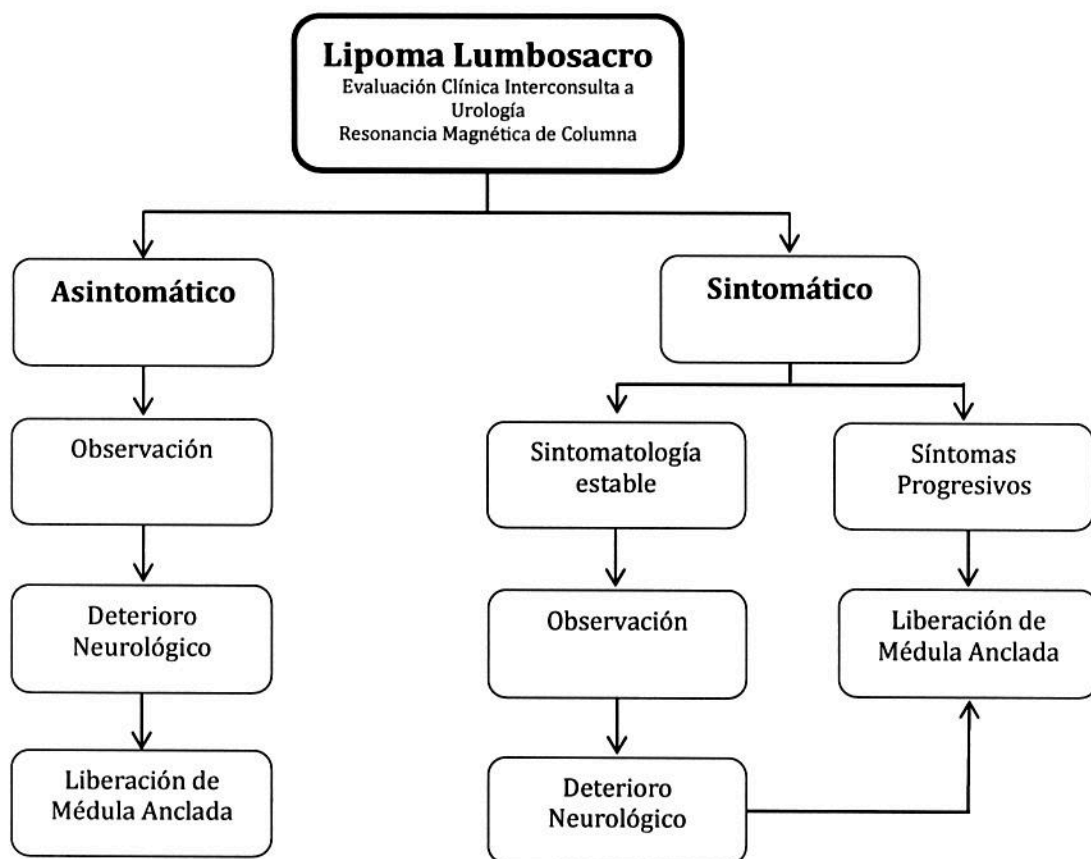 Lipoma Lumbosacro
Evaluación Clínica Interconsulta a
Urología
Resonancia Magnética de Columna
Asintomático
Sintomático
Observación
Sintomatología
estable
Síntomas
Progresivos
Deterioro
Neurológico
Observación
Liberación de
Médula Anclada
Liberación de
Médula Anclada
Deterioro
Neurológico